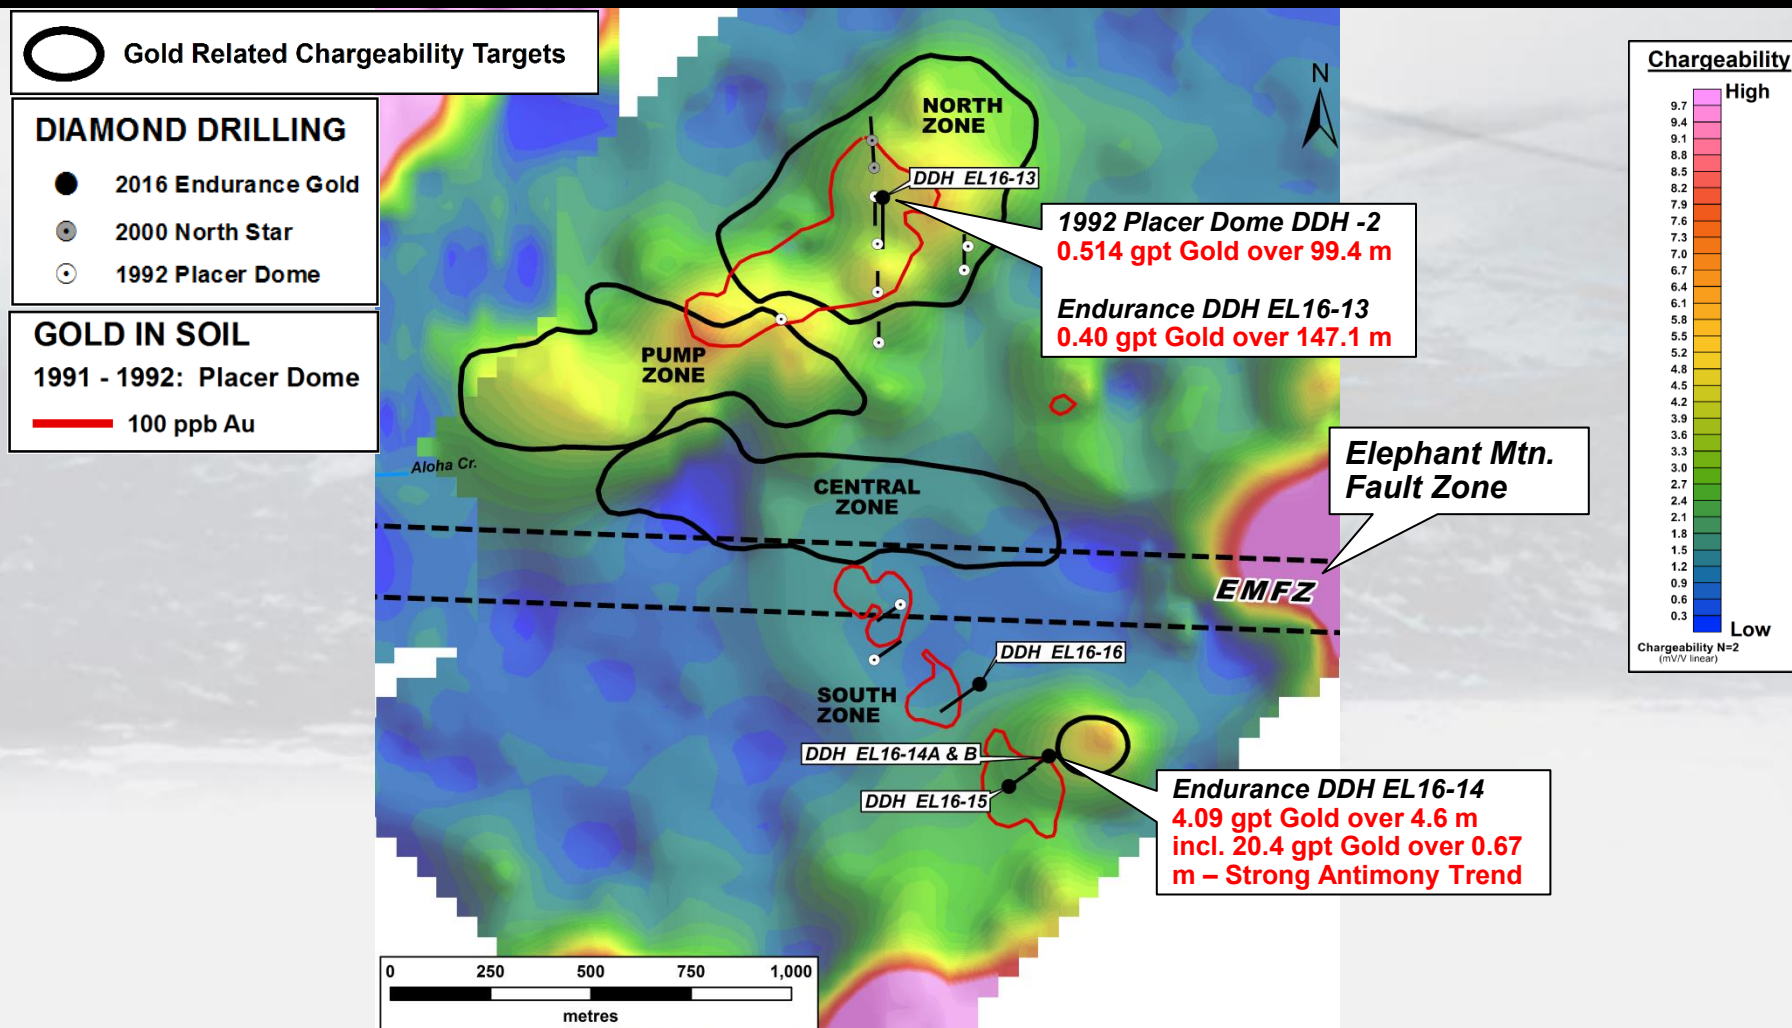 Gold Related Chargeability Targets
DIAMOND DRILLING
2016 Endurance Gold
2000 North Star
1992 Placer Dome
GOLD IN SOIL
1991 - 1992: Placer Dome
100 ppb Au
N
NORTH
ZONE
DDH EL16-13
1992 Placer Dome DDH -2
0.514 gpt Gold over 99.4 m
Endurance DDH EL16-13
0.40 gpt Gold over 147.1 m
PUMP
ZONE
Aloha Cr.
CENTRAL
ZONE
Elephant Mtn.
Fault Zone
EMFZ
DDH EL16-16
SOUTH
ZONE
DDH EL16-14A & B
DDH EL16-15
Endurance DDH EL16-14
4.09 gpt Gold over 4.6 m
incl. 20.4 gpt Gold over 0.67
m – Strong Antimony Trend
0 250 500 750 1,000
metres
Chargeability
High
9.7
9.4
9.1
8.8
8.5
8.2
7.9
7.6
7.3
7.0
6.7
6.4
6.1
5.8
5.5
5.2
4.8
4.5
4.2
3.9
3.6
3.3
3.0
2.7
2.4
2.1
1.8
1.5
1.2
0.9
0.6
0.3
Low
Chargeability N=2
(mV/V linear)